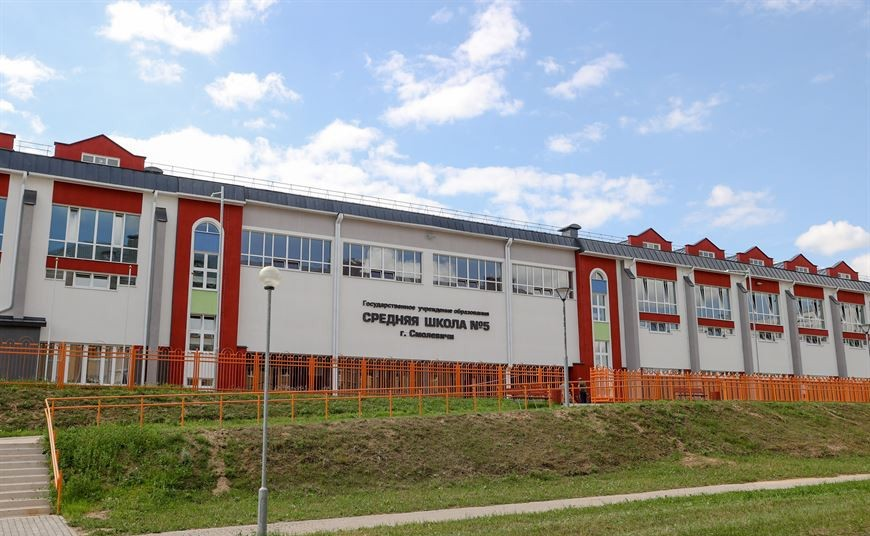 Государственное учреждение образования
СРЕДНЯЯ ШКОЛА №5
г. Смолевичи